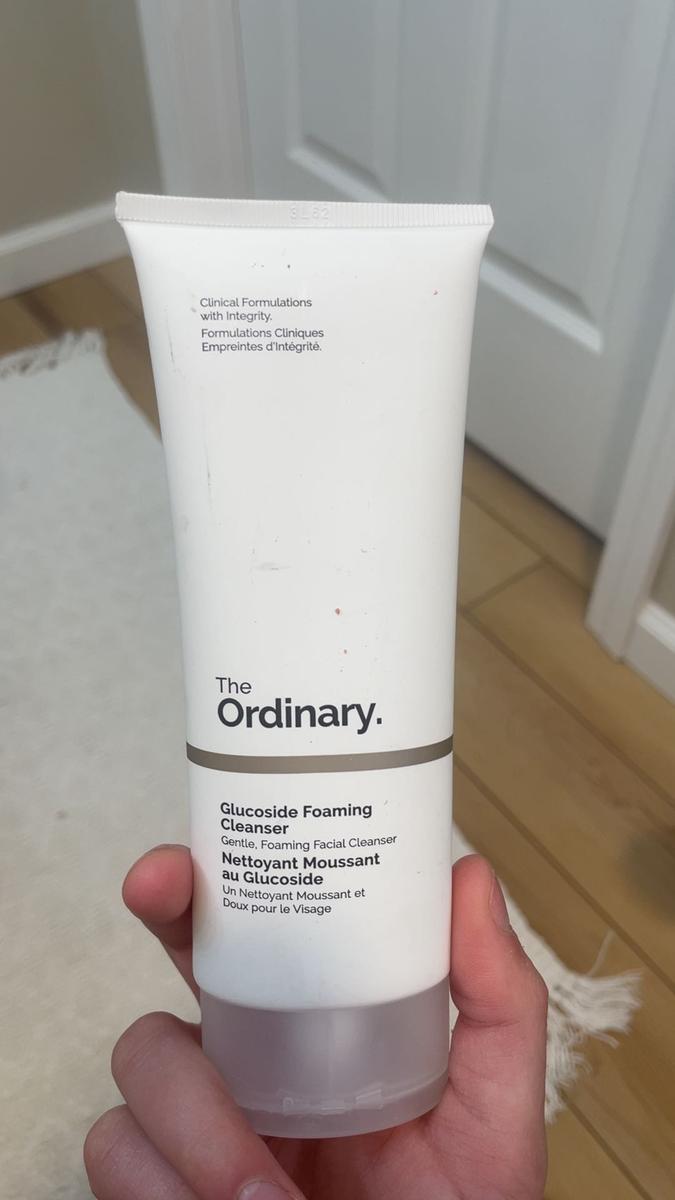 3L62
Clinical Formulations
with Integrity.
Formulations Cliniques
Empreintes d'Intégrité.
The
Ordinary.
Glucoside Foaming
Cleanser
Gentle, Foaming Facial Cleanser
Nettoyant Moussant
au Glucoside
Un Nettoyant Moussant et
Doux pour le Visage